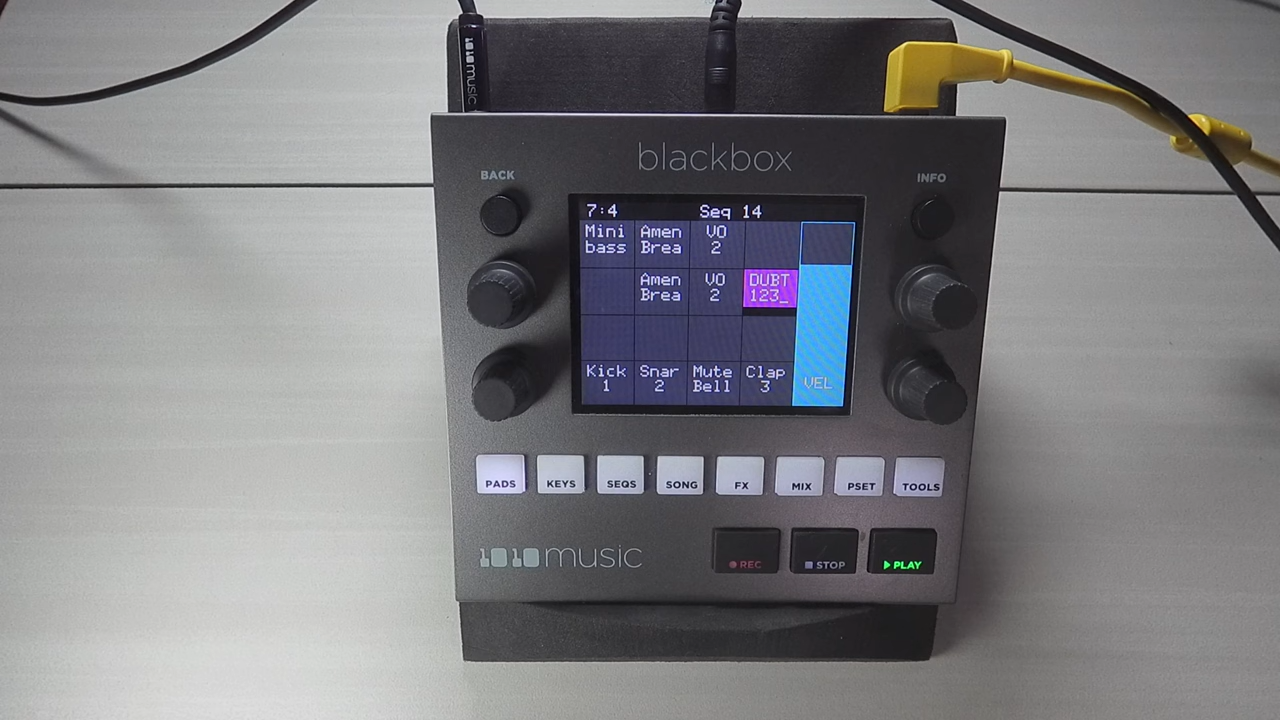 1010music
blackbox
BACK
INFO
7:4 Seq 14
Mini Amen VO
bass Brea 2
Amen VO DUBT
Brea 2 123_
Kick Snar Mute Clap
1 2 Bell 3
VEL
PADS KEYS SEQS SONG FX MIX PSET TOOLS
1010music
REC STOP PLAY